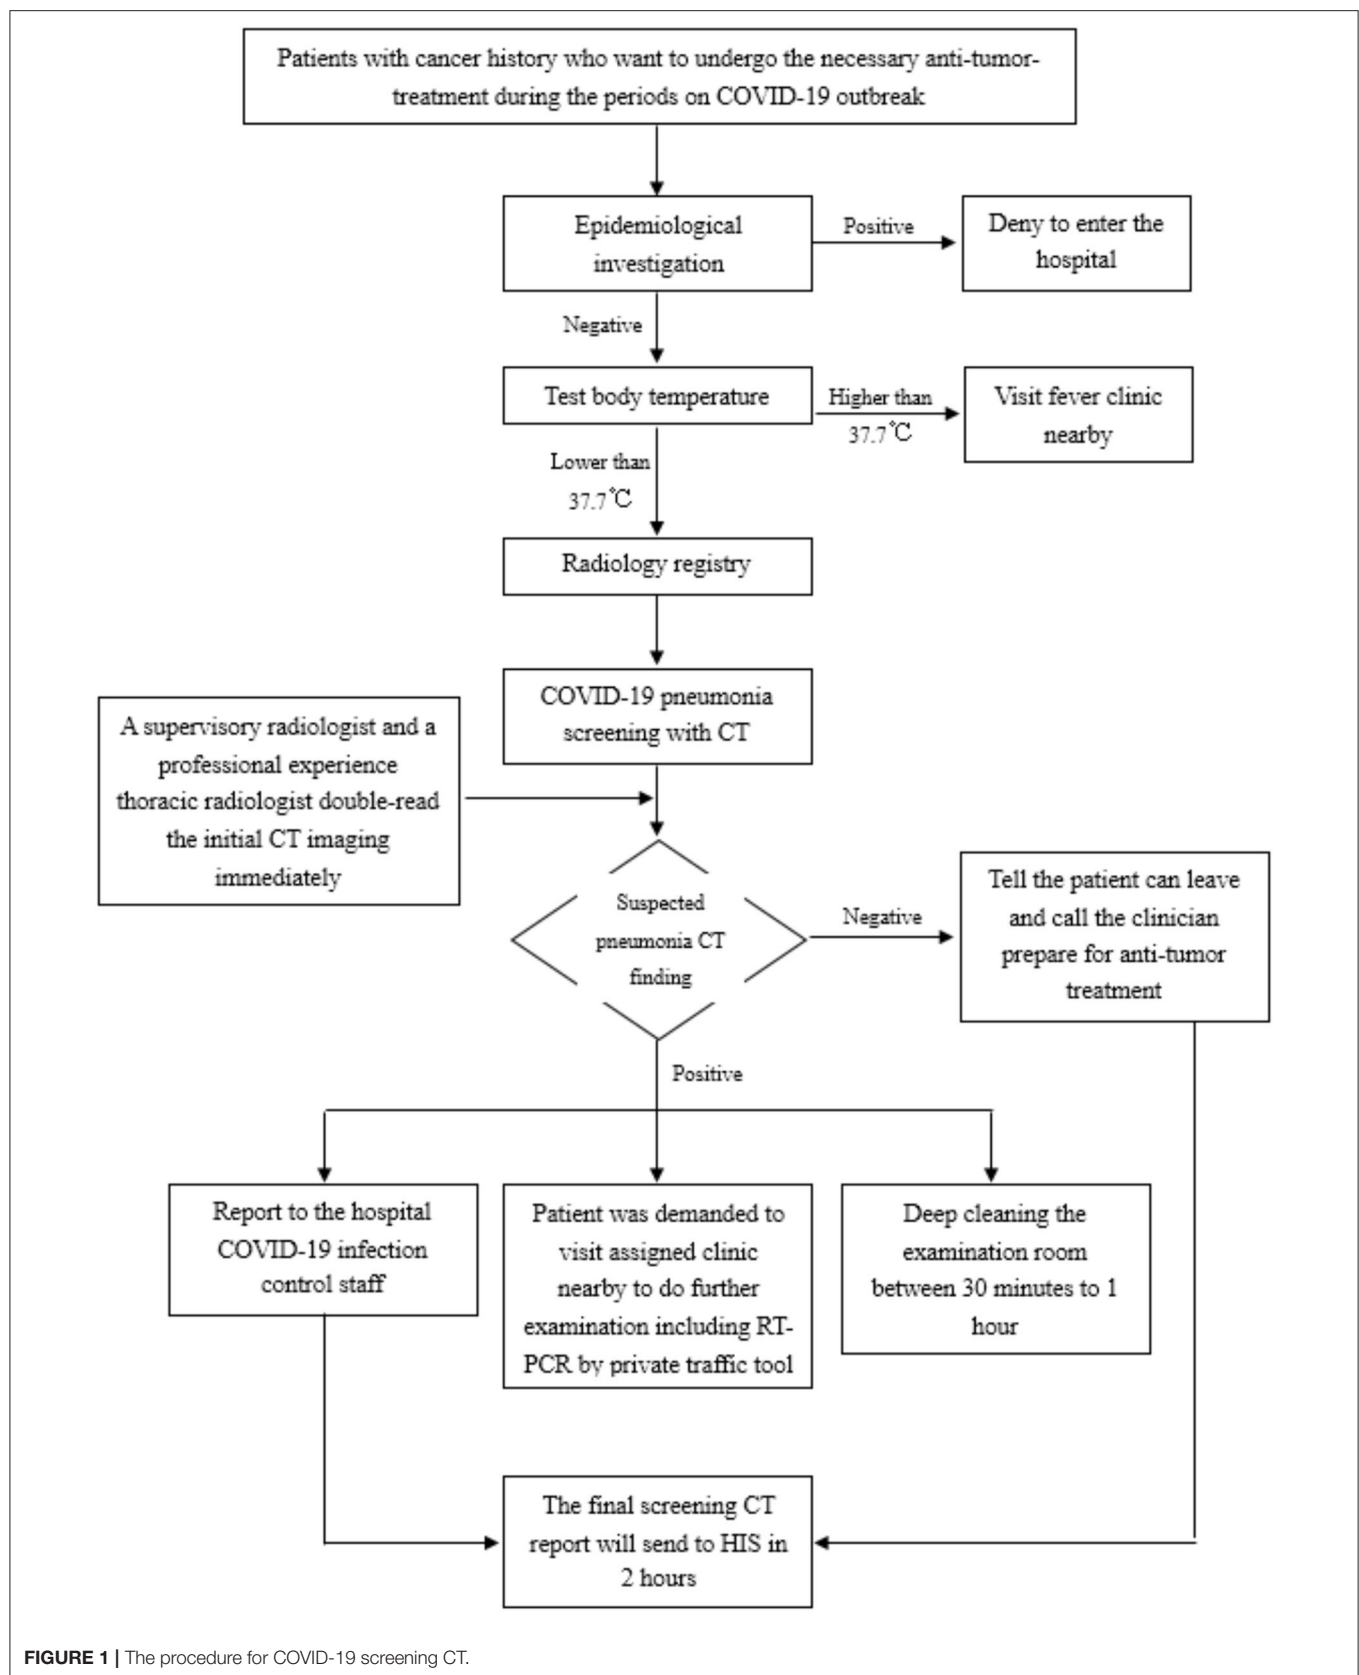 Patients with cancer history who want to undergo the necessary anti-tumor-
treatment during the periods on COVID-19 outbreak
Epidemiological
investigation
Positive
Deny to enter the
hospital
Negative
Test body temperature
Higher than
37.7℃
Visit fever clinic
nearby
Lower than
37.7℃
Radiology registry
COVID-19 pneumonia
screening with CT
A supervisory radiologist and a
professional experience
thoracic radiologist double-read
the initial CT imaging
immediately
Suspected
pneumonia CT
finding
Negative
Tell the patient can leave
and call the clinician
prepare for anti-tumor
treatment
Positive
Report to the hospital
COVID-19 infection
control staff
Patient was demanded to
visit assigned clinic
nearby to do further
examination including RT-
PCR by private traffic tool
Deep cleaning the
examination room
between 30 minutes to 1
hour
The final screening CT
report will send to HIS in
2 hours
FIGURE 1 | The procedure for COVID-19 screening CT.